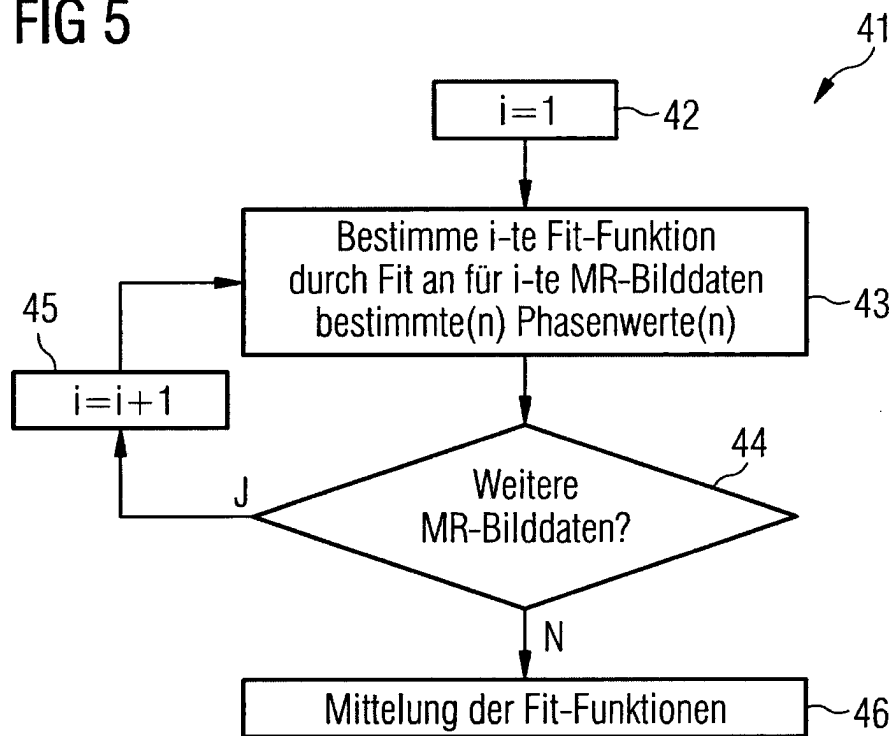 FIG 5
41
i=1
42
Bestimme i-te Fit-Funktion
durch Fit an für i-te MR-Bilddaten
bestimmte(n) Phasenwerte(n)
43
45
i=i+1
44
Weitere
MR-Bilddaten?
J
N
Mittelung der Fit-Funktionen
46